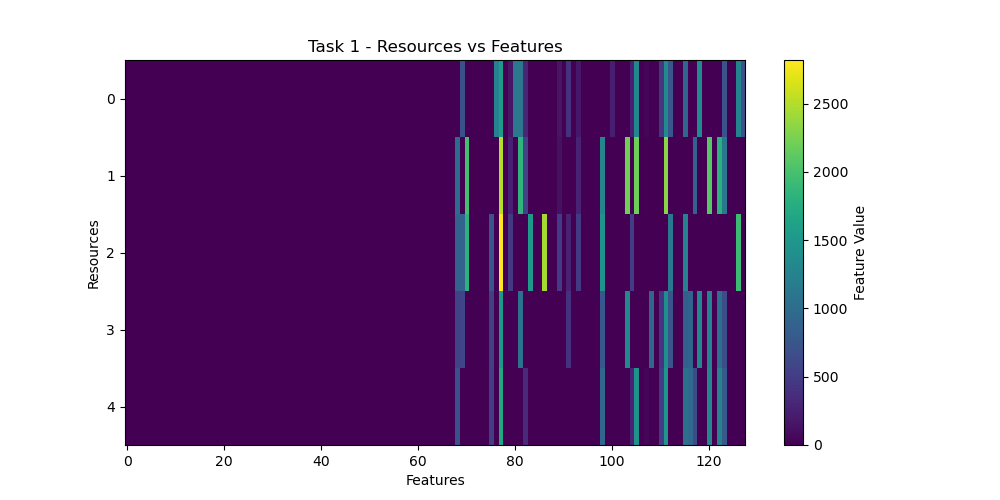 Task 1 - Resources vs Features
0
1
2
3
4
Resources
0 20 40 60 80 100 120
Features
2500
2000
1500
1000
500
0
Feature Value